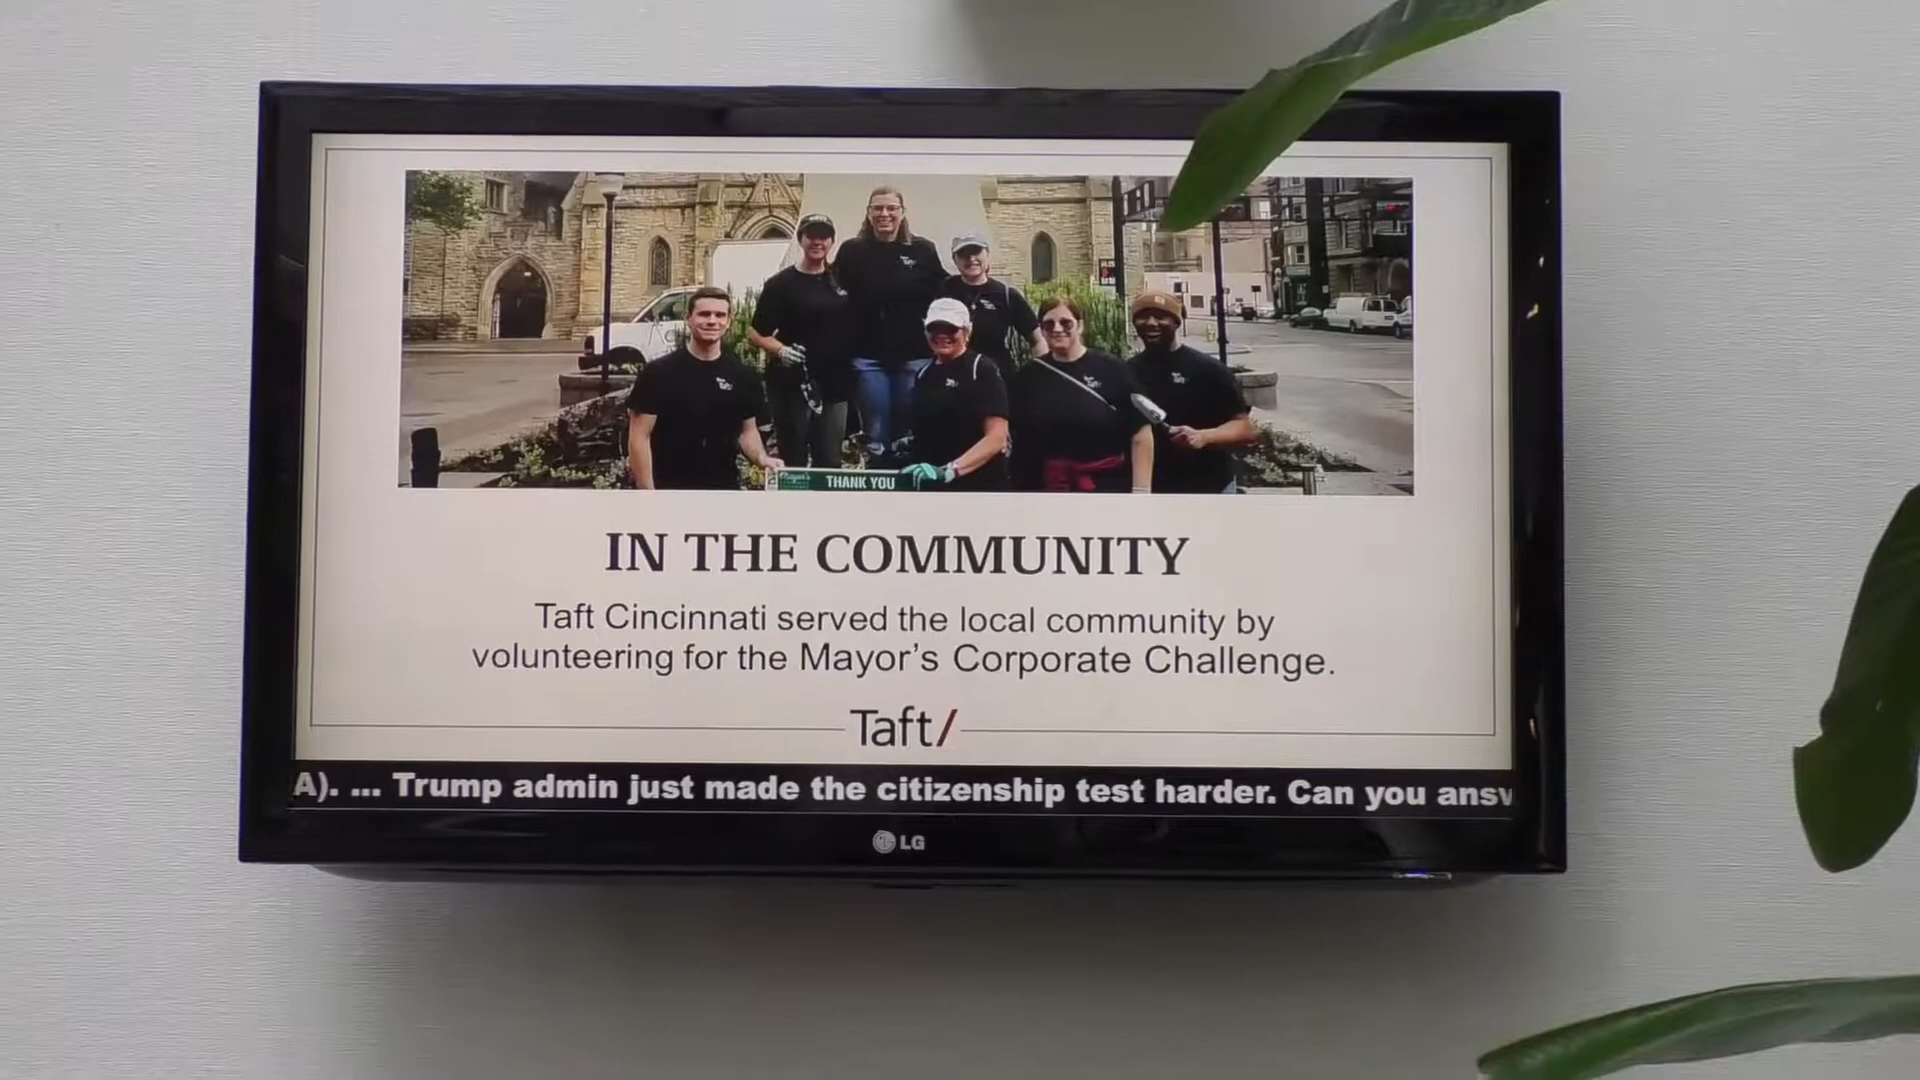 THANK YOU
IN THE COMMUNITY
Taft Cincinnati served the local community by
volunteering for the Mayor's Corporate Challenge.
Taft/
A). ... Trump admin just made the citizenship test harder. Can you answ
LG